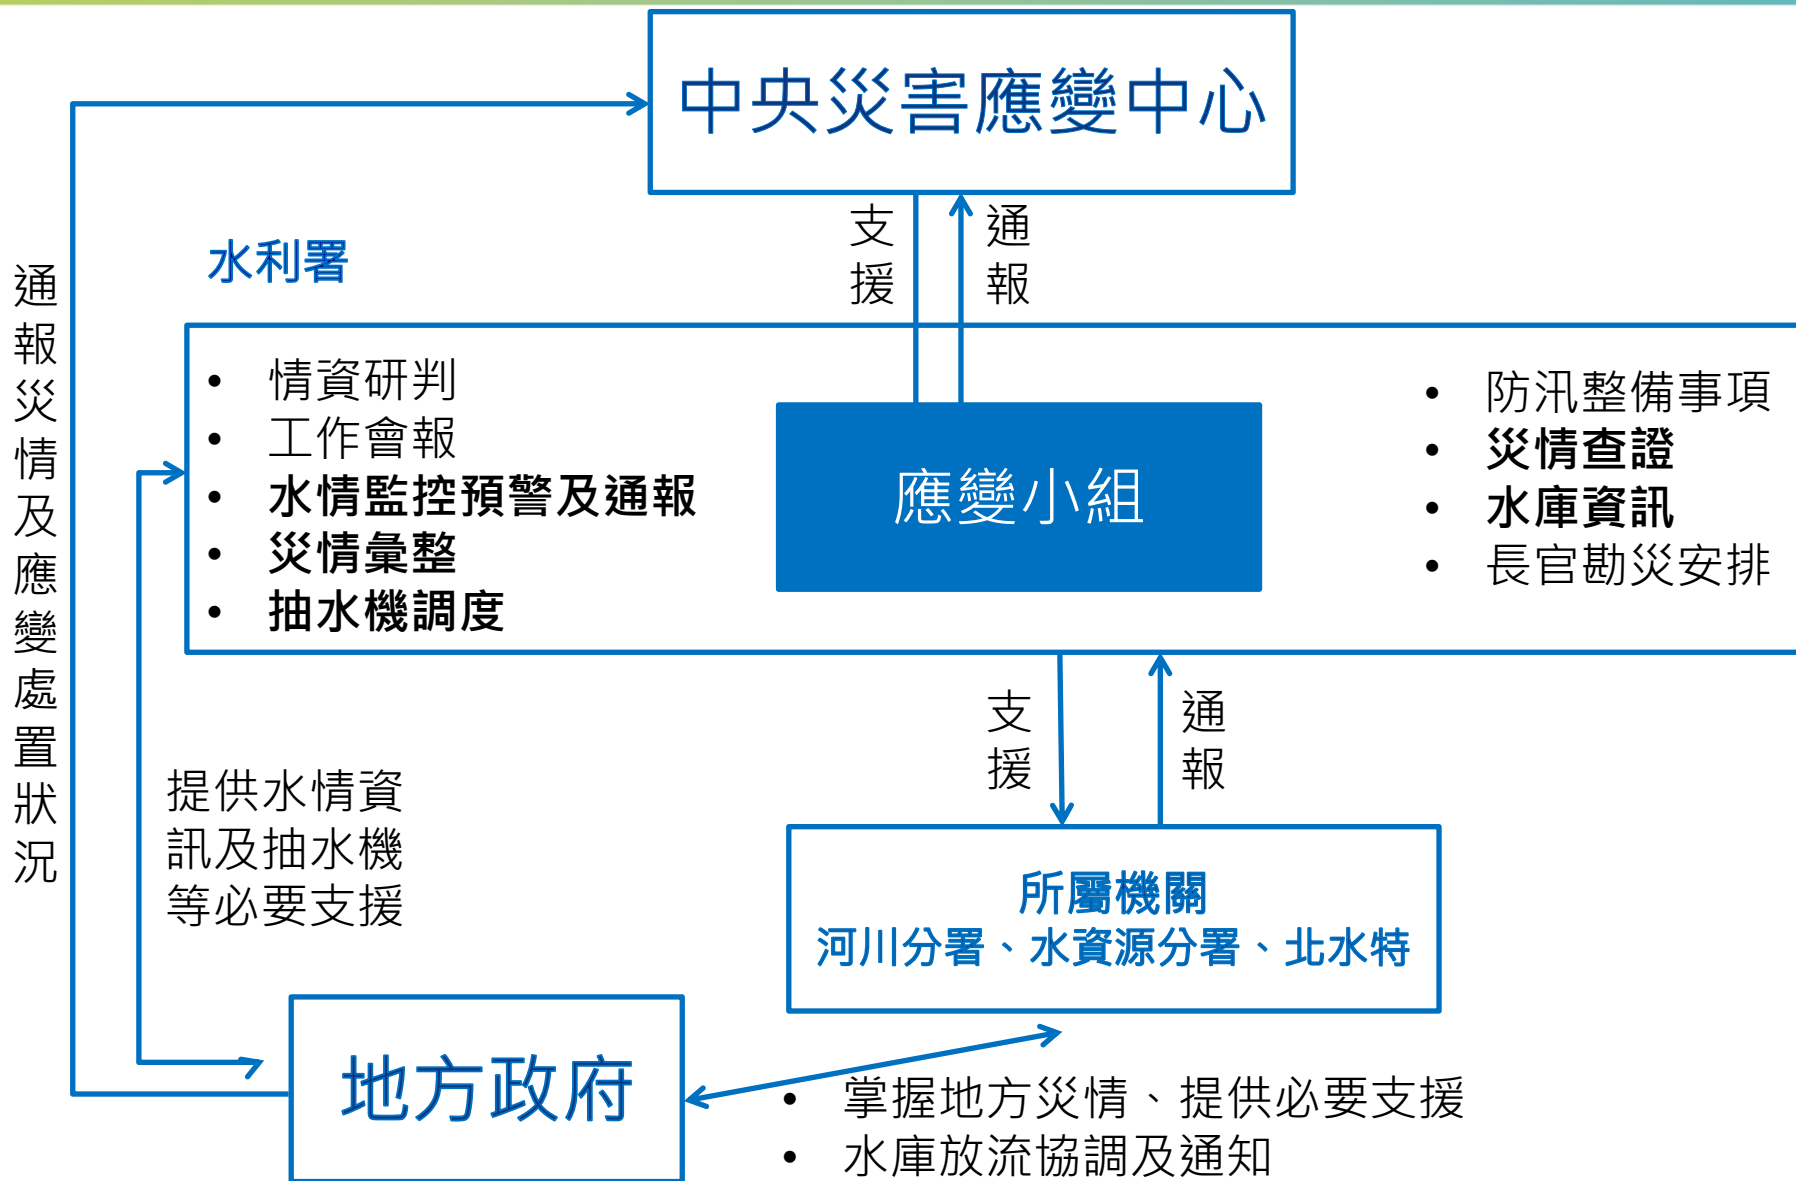 中央災害應變中心
支援
通報
水利署
通報災情及應變處置狀況
• 情資研判
• 工作會報
• 水情監控預警及通報
• 災情彙整
• 抽水機調度
應變小組
• 防汛整備事項
• 災情查證
• 水庫資訊
• 長官勘災安排
支援
通報
提供水情資
訊及抽水機
等必要支援
所屬機關
河川分署、水資源分署、北水特
地方政府
• 掌握地方災情、提供必要支援
• 水庫放流協調及通知